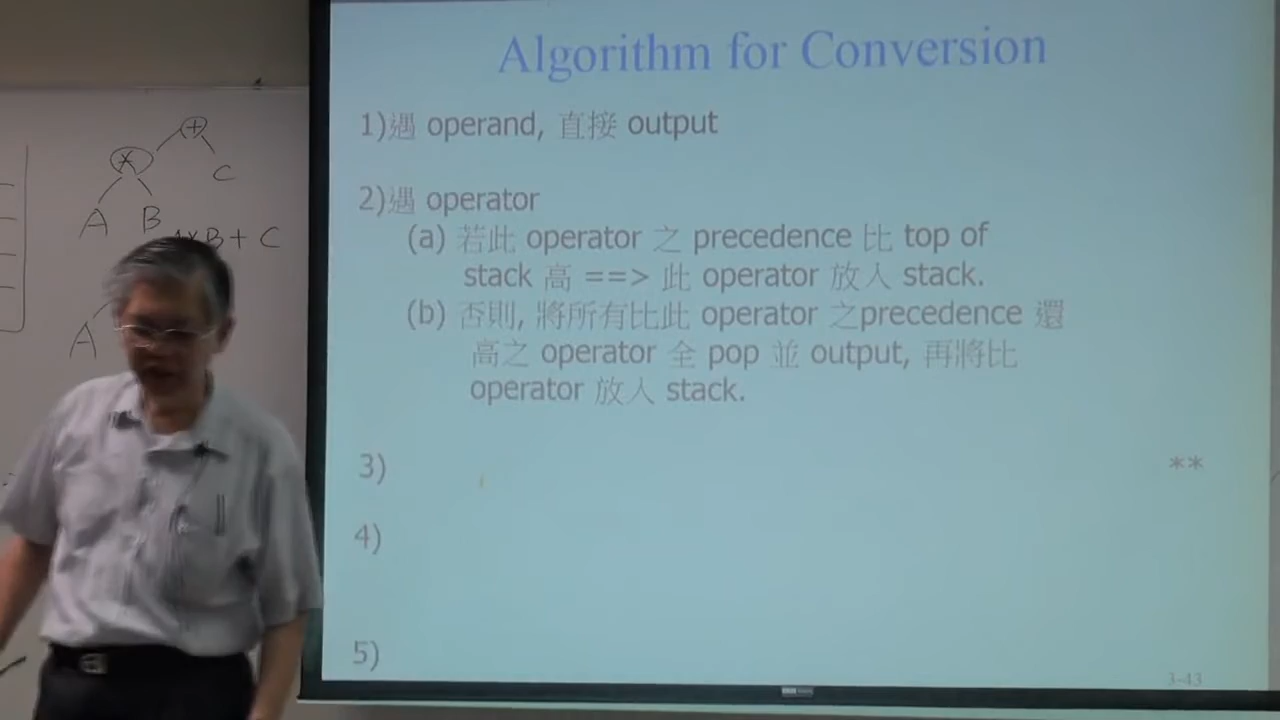 Algorithm for Conversion
1)遇 operand, 直接 output
2)遇 operator
(a) 若此 operator 之 precedence 比 top of
stack 高 ==> 此 operator 放入 stack.
(b) 否則, 將所有比此 operator 之precedence 還
高之 operator 全 pop 並 output, 再將比
operator 放入 stack.
3)
**
4)
5)
3-43
+
* C
A B
B + C
A